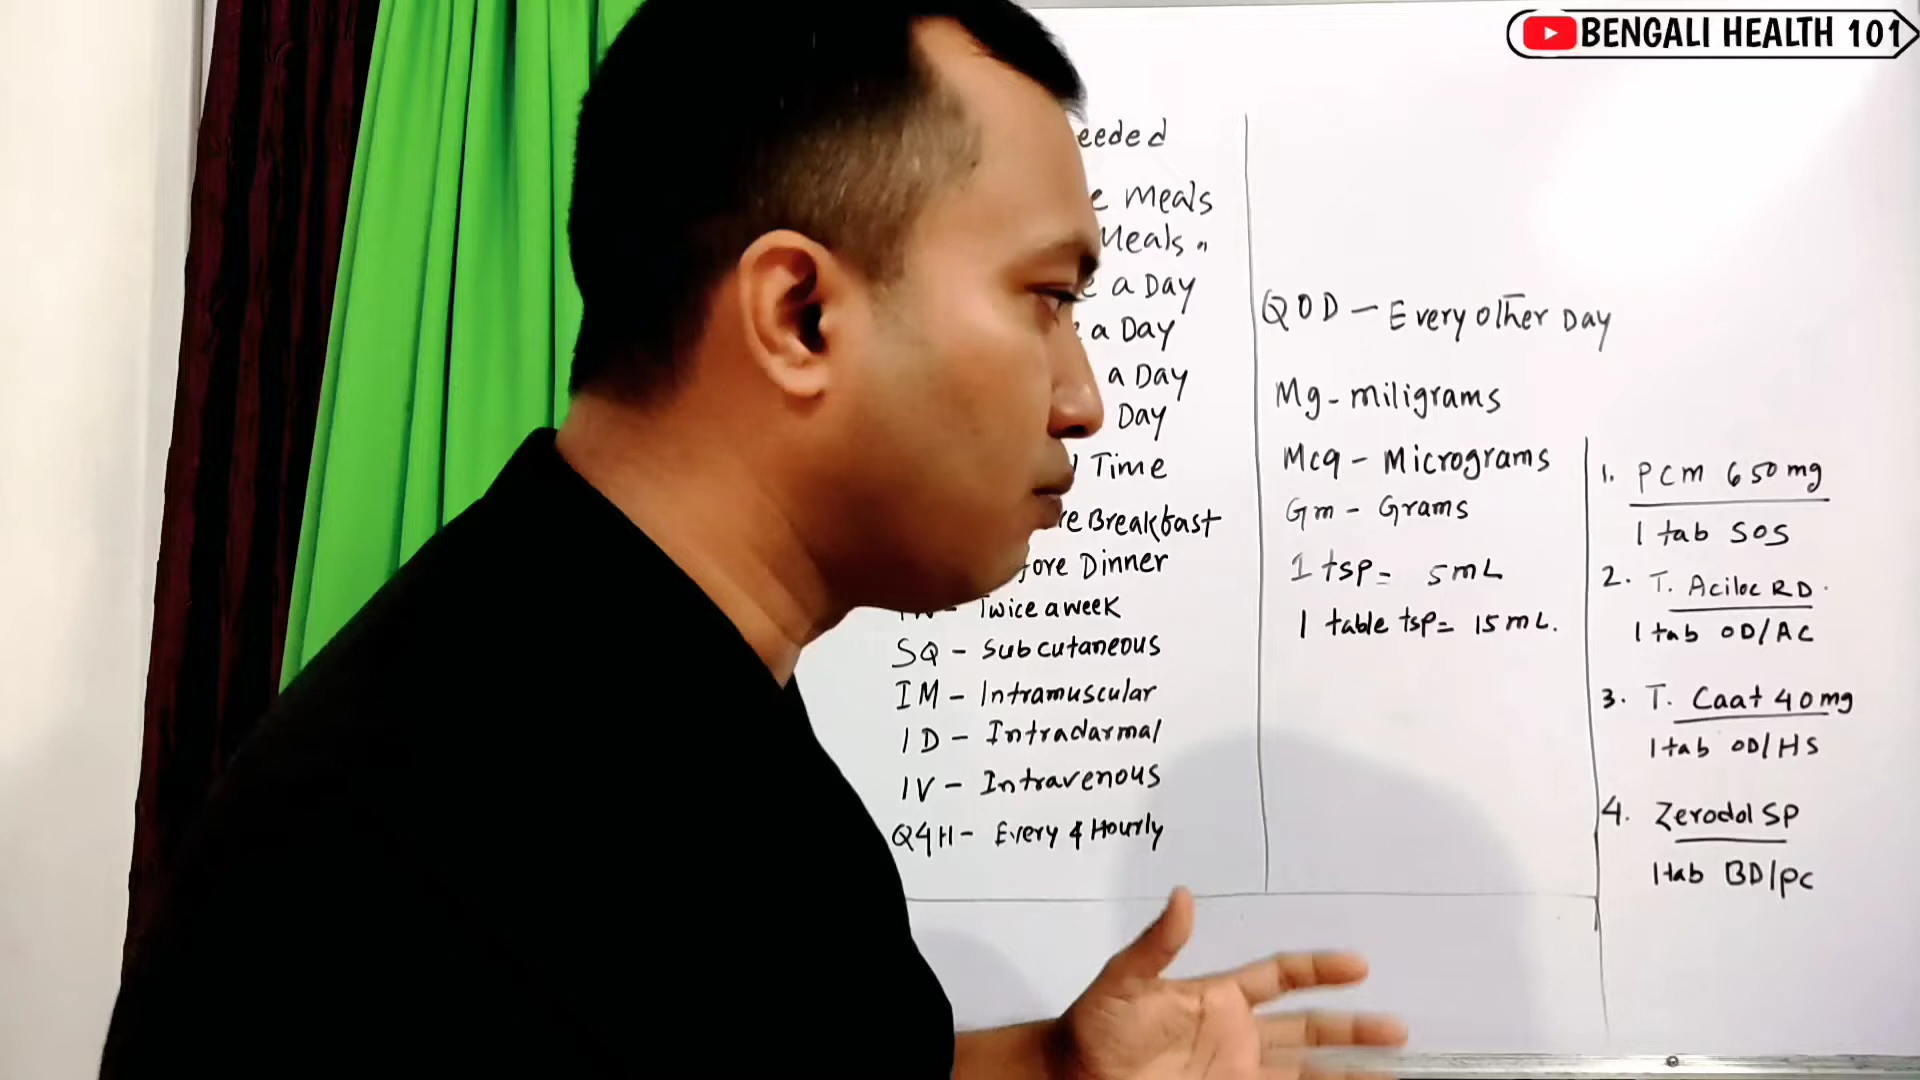 BENGALI HEALTH 101
eeded
e Meals
Meals "
e a Day
a Day
a Day
Day
Time
re Breakfast
fore Dinner
Twice a week
SQ - Subcutaneous
IM - Intramuscular
ID - Intradarmal
IV - Intravenous
Q4H - Every 4 Hourly
QOD - Every other Day
Mg - miligrams
Mcq - Micrograms
Gm - Grams
1 tsp = 5mL
1 table tsp = 15 mL.
1. PCM 650mg
1 tab SOS
2. T. Aciloc RD.
1 tab OD/AC
3. T. Caat 40mg
1 tab OD/HS
4. Zerodol SP
1 tab BD/PC